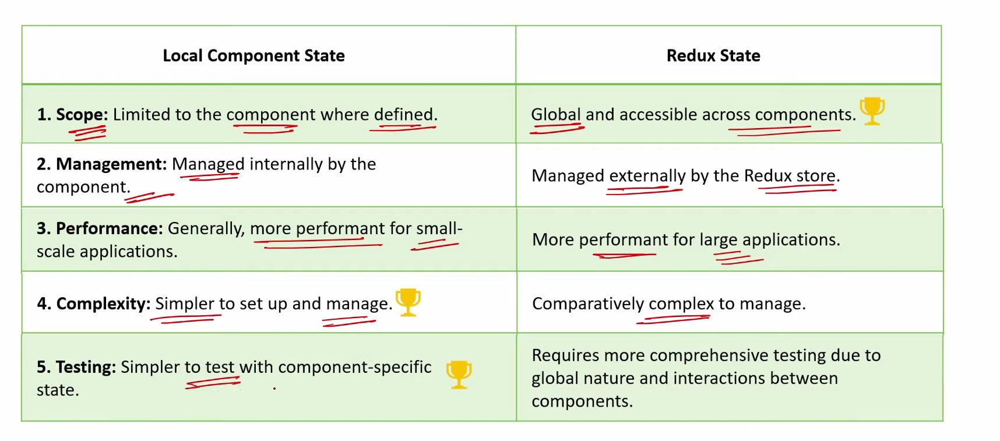 Local Component State
Redux State
1. Scope: Limited to the component where defined.
Global and accessible across components.
2. Management: Managed internally by the
component.
Managed externally by the Redux store.
3. Performance: Generally, more performant for small-
scale applications.
More performant for large applications.
4. Complexity: Simpler to set up and manage.
Comparatively complex to manage.
5. Testing: Simpler to test with component-specific
state.
Requires more comprehensive testing due to
global nature and interactions between
components.